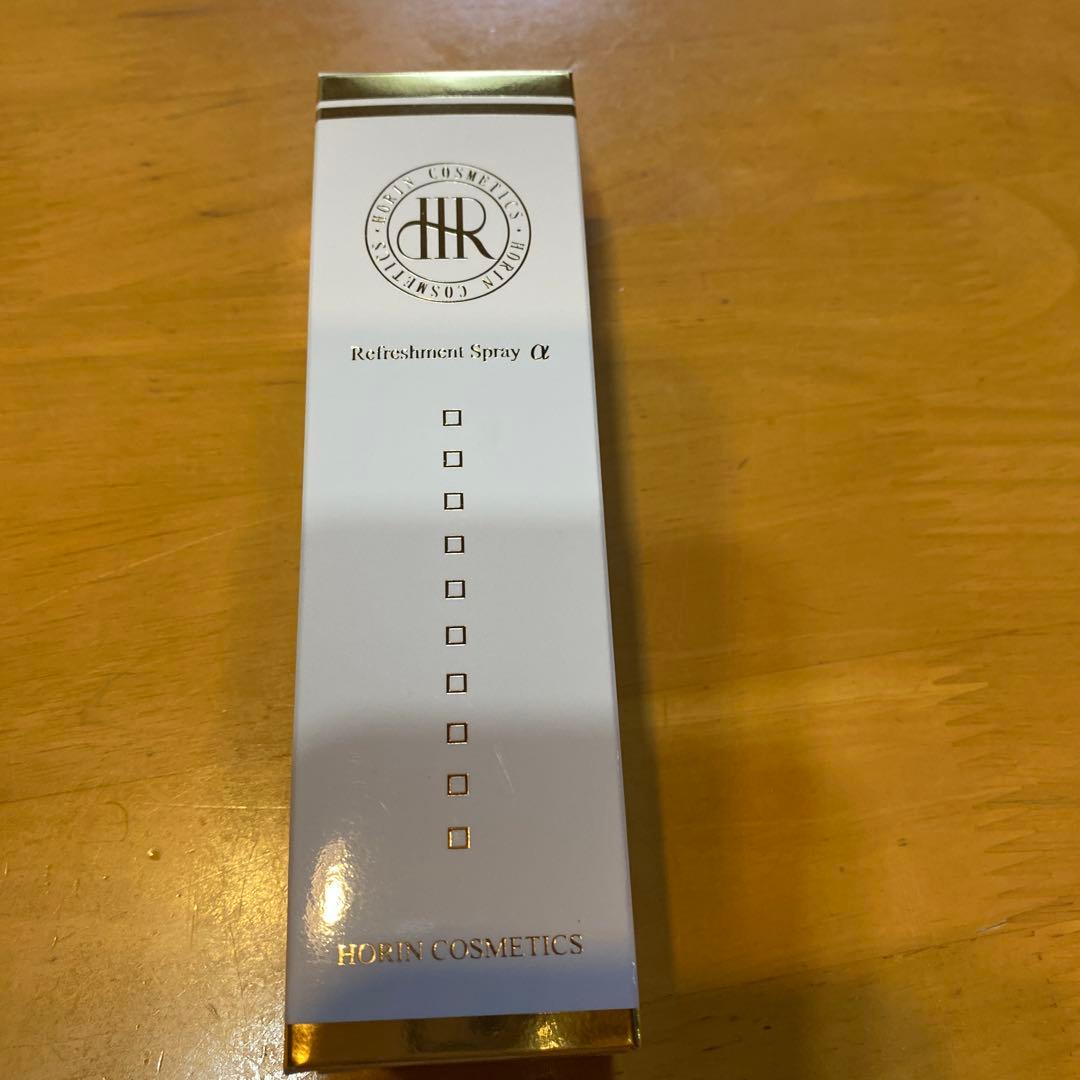 HORIN COSMETICS · HORIN COSMETICS ·
HR
Refreshment Spray α
□
□
□
□
□
□
□
□
□
□
HORIN COSMETICS